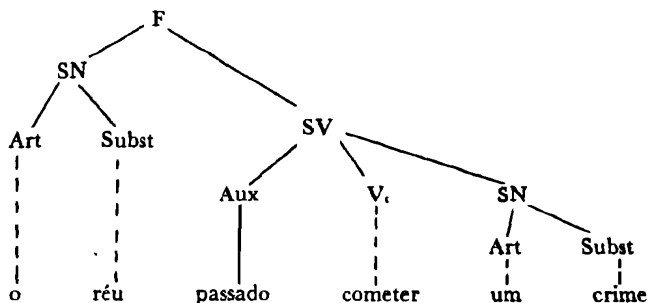 F
SN
SV
Art Subst
Aux Vt SN
Art Subst
o réu passado cometer um crime